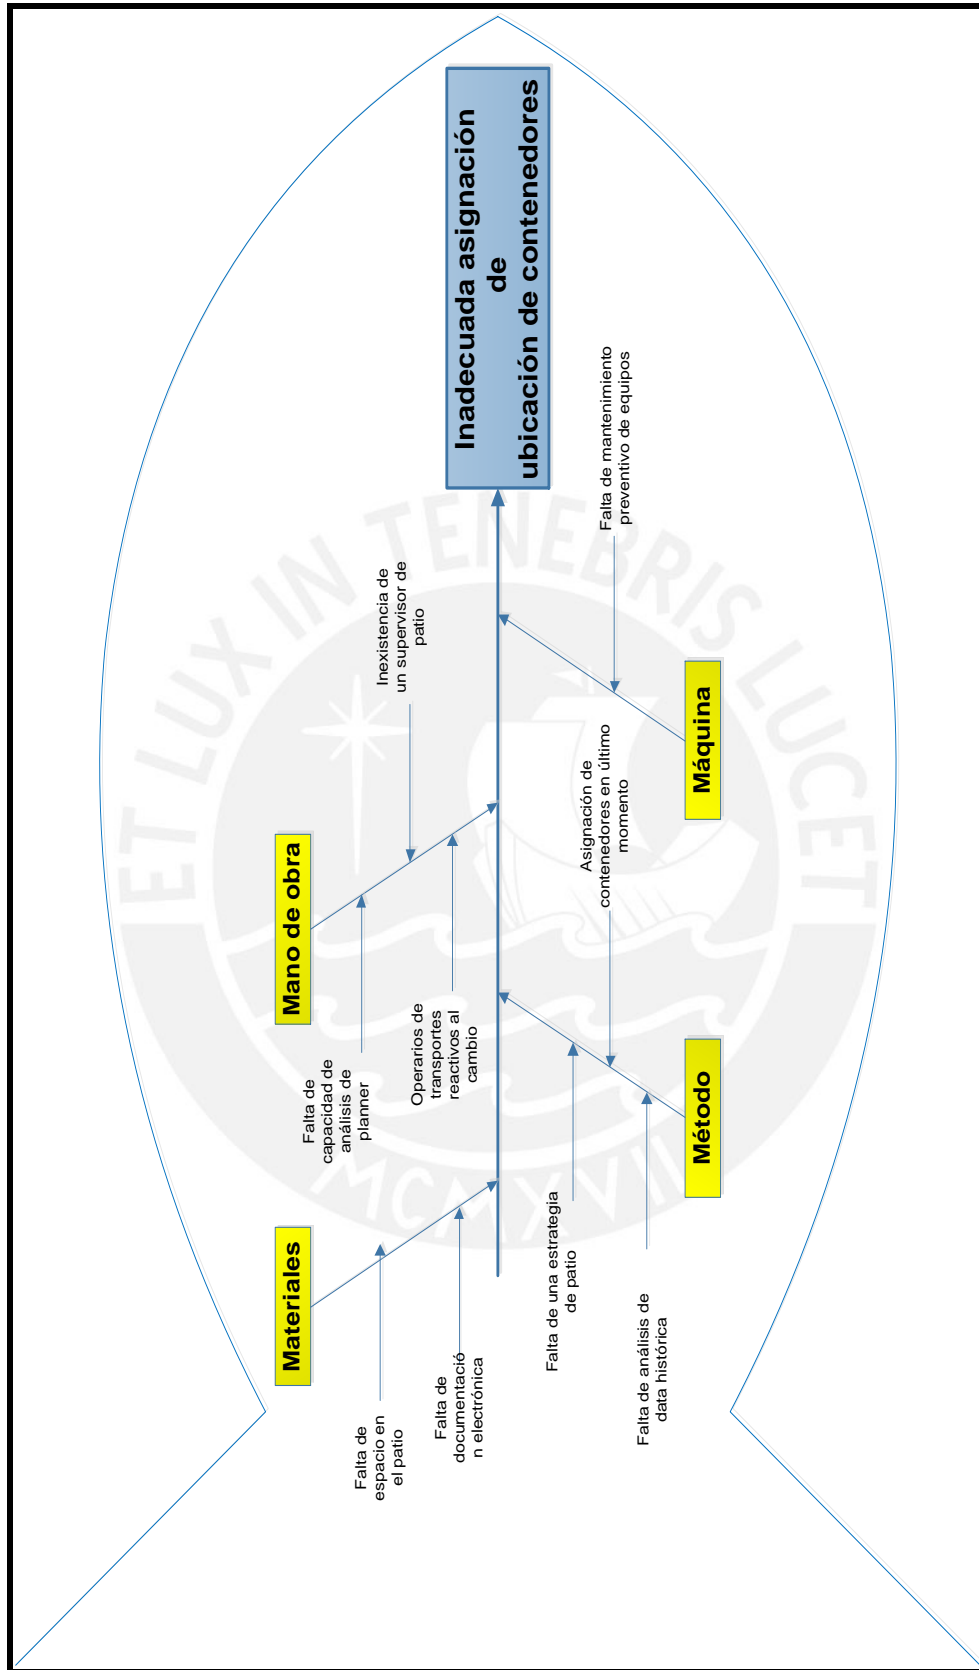 Materiales
Falta de
espacio en
el patio
Falta de
documentació
n electrónica
Mano de obra
Falta de
capacidad de
análisis de
planner
Inexistencia de
un supervisor de
patio
Operarios de
transportes
reactivos al
cambio
Inadecuada asignación
de
ubicación de contenedores
Falta de una estrategia
de patio
Asignación de
contenedores en último
momento
Falta de análisis de
data histórica
Método
Falta de mantenimiento
preventivo de equipos
Máquina
ET LUX IN TENEBRIS LUCET
MCMXVII